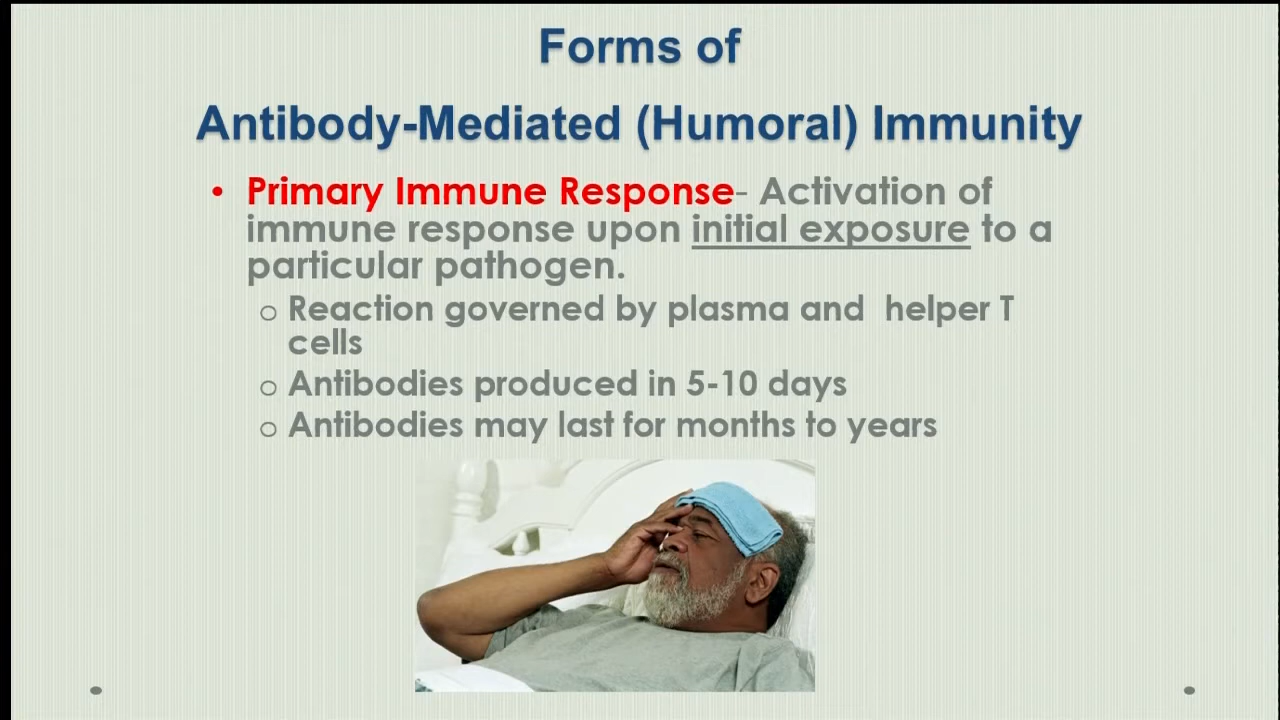 Forms of
Antibody-Mediated (Humoral) Immunity
• Primary Immune Response- Activation of
immune response upon initial exposure to a
particular pathogen.
o Reaction governed by plasma and  helper T
cells
o Antibodies produced in 5-10 days
o Antibodies may last for months to years